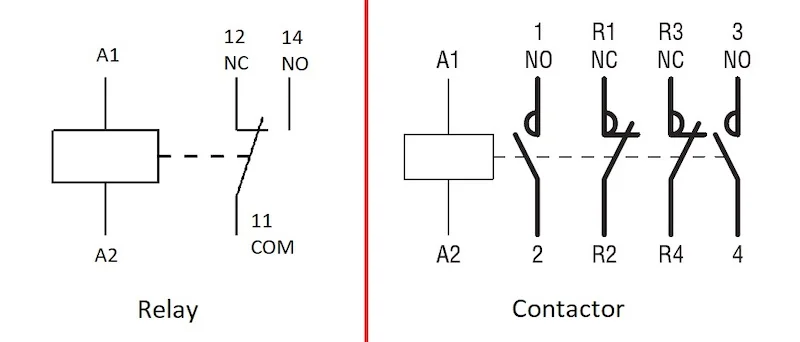 A1
12
NC
14
NO
11
COM
A2
Relay
A1
1
NO
R1
NC
R3
NC
3
NO
A2
2
R2
R4
4
Contactor